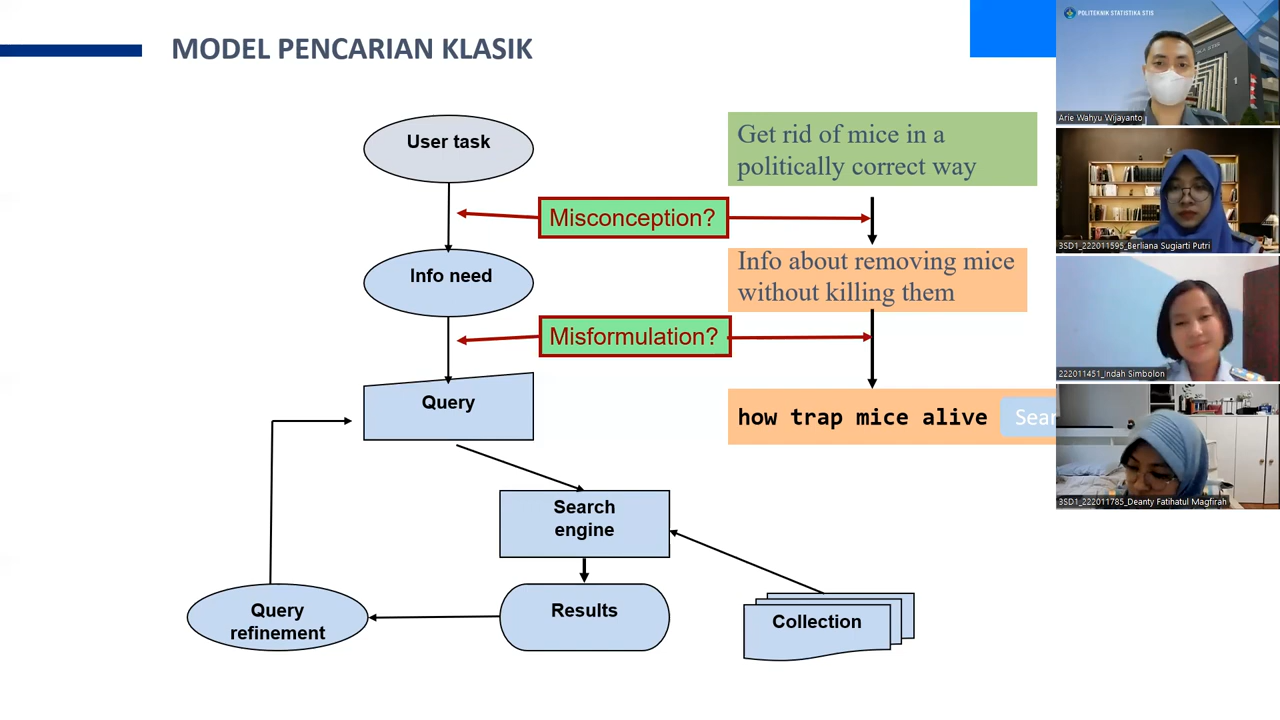 MODEL PENCARIAN KLASIK
User task
Get rid of mice in a
politically correct way
Misconception?
Info need
Info about removing mice
without killing them
Misformulation?
Query
how trap mice alive
Sear
Search
engine
Results
Query
refinement
Collection
POLITEKNIK STATISTIKA STIS
Arie Wahyu Wijayanto
3SD1_222011595_Berliana Sugiarti Putri
222011451_Indah Simbolon
3SD1_222011785_Deanty Fatihatul Magfirah